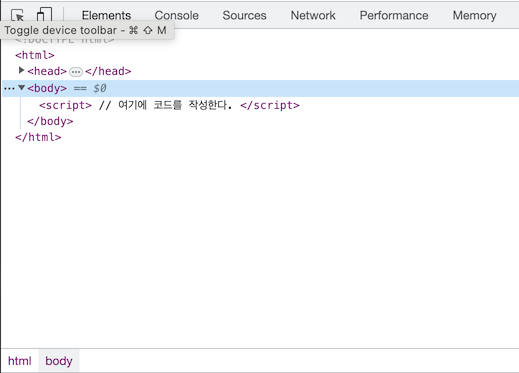 Elements Console Sources Network Performance Memory
Toggle device toolbar - ⌘ ⇧ M
<!DOCTYPE html>
<html>
<head>…</head>
… <body> == $0
<script> // 여기에 코드를 작성한다. </script>
</body>
</html>
html body